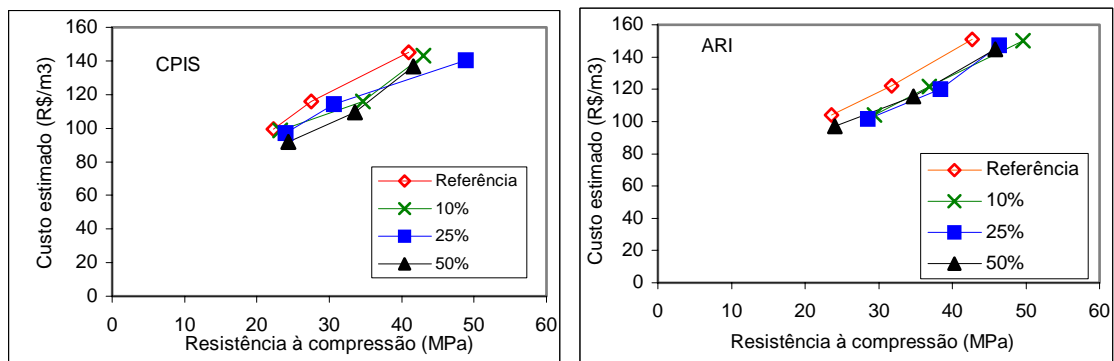 CPIS
Custo estimado (R$/m3)
160
140
120
100
80
60
40
20
0
0 10 20 30 40 50 60
Resistência à compressão (MPa)
Referência
10%
25%
50%
ARI
Custo estimado (R$/m3)
160
140
120
100
80
60
40
20
0
0 10 20 30 40 50 60
Resistência à compressão (MPa)
Referência
10%
25%
50%